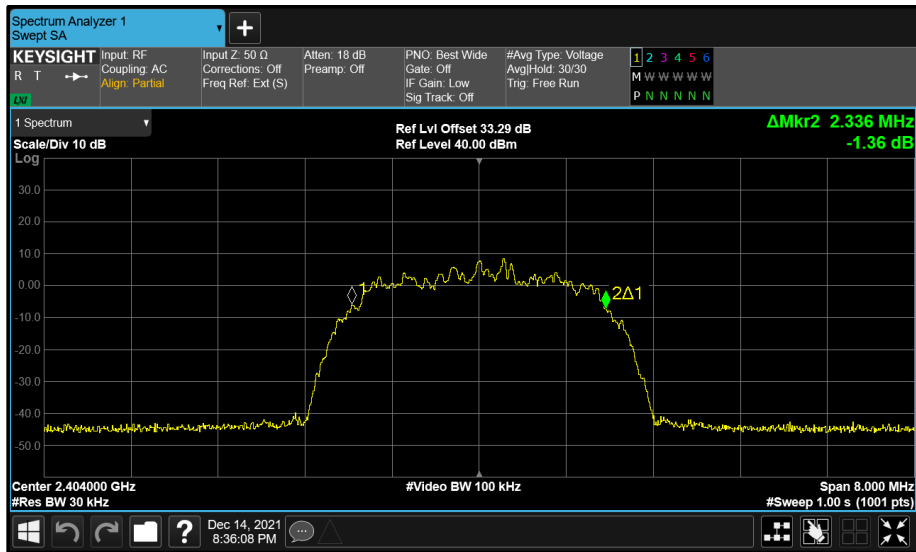 Spectrum Analyzer 1
Swept SA
+
KEYSIGHT
R T
LXI
Input: RF
Coupling: AC
Align: Partial
Input Z: 50 Ω
Corrections: Off
Freq Ref: Ext (S)
Atten: 18 dB
Preamp: Off
PNO: Best Wide
Gate: Off
IF Gain: Low
Sig Track: Off
#Avg Type: Voltage
Avg|Hold: 30/30
Trig: Free Run
1 2 3 4 5 6
M W W W W W
P N N N N N
1 Spectrum
Scale/Div 10 dB
Log
Ref Lvl Offset 33.29 dB
Ref Level 40.00 dBm
ΔMkr2 2.336 MHz
-1.36 dB
30.0
20.0
10.0
0.00
-10.0
-20.0
-30.0
-40.0
-50.0
1
2Δ1
Center 2.404000 GHz
#Res BW 30 kHz
#Video BW 100 kHz
Span 8.000 MHz
#Sweep 1.00 s (1001 pts)
?
Dec 14, 2021
8:36:08 PM